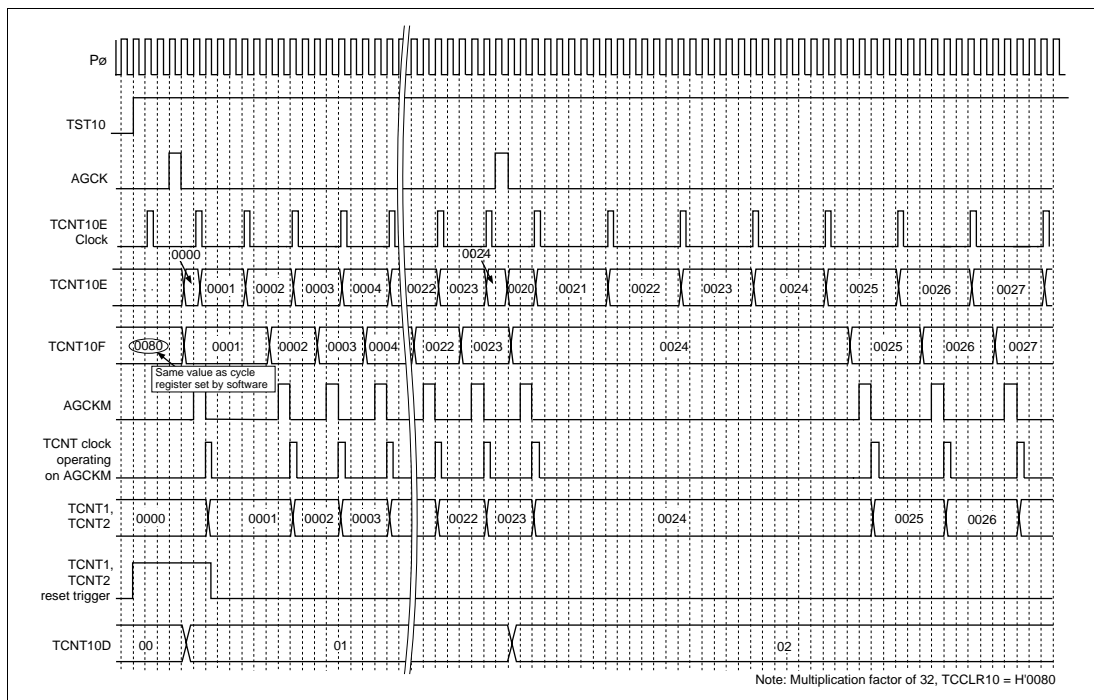 Pø
TST10
AGCK
TCNT10E
Clock
0000
0024
TCNT10E
0001 0002 0003 0004 0022 0023 0020 0021 0022 0023 0024 0025 0026 0027
TCNT10F
0080 0001 0002 0003 0004 0022 0023 0024 0025 0026 0027
Same value as cycle
register set by software
AGCKM
TCNT clock
operating
on AGCKM
TCNT1,
TCNT2
0000 0001 0002 0003 0022 0023 0024 0025 0026
TCNT1,
TCNT2
reset trigger
TCNT10D
00 01 02
Note: Multiplication factor of 32, TCCLR10 = H'0080